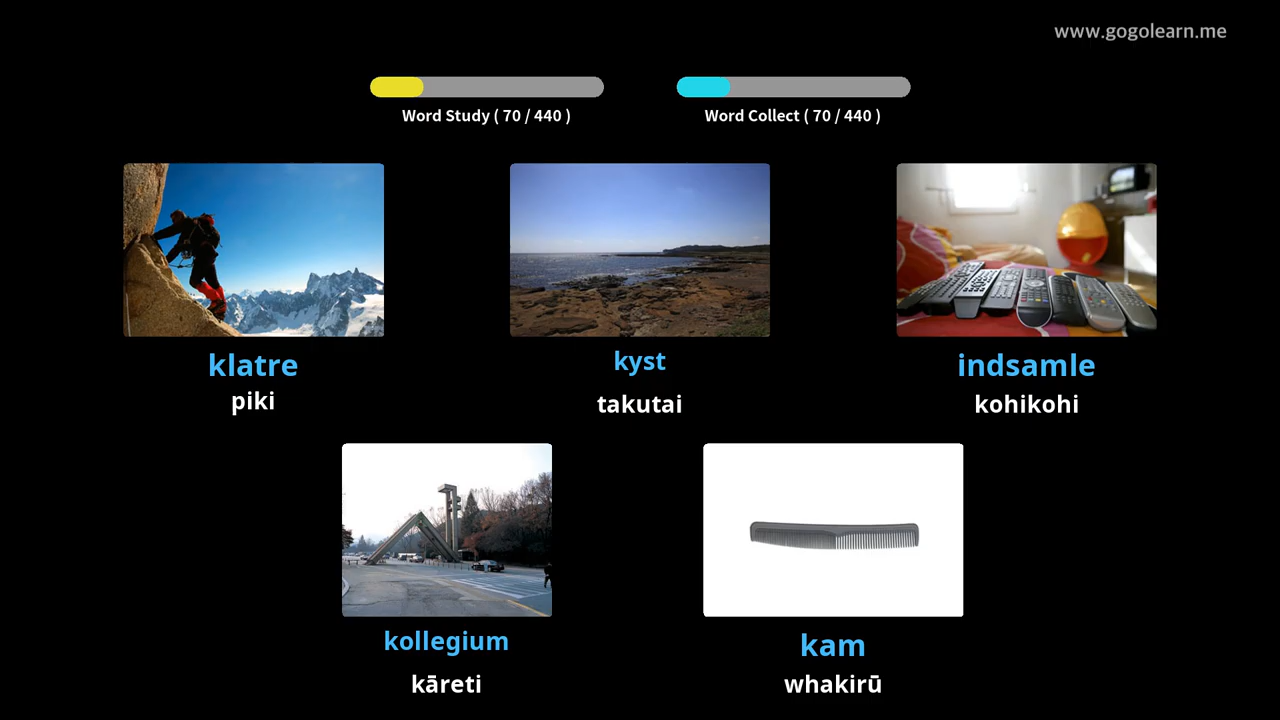 www.gogolearn.me
Word Study ( 70 / 440 )
Word Collect ( 70 / 440 )
klatre
piki
kyst
takutai
indsamle
kohikohi
kollegium
kāreti
kam
whakirū